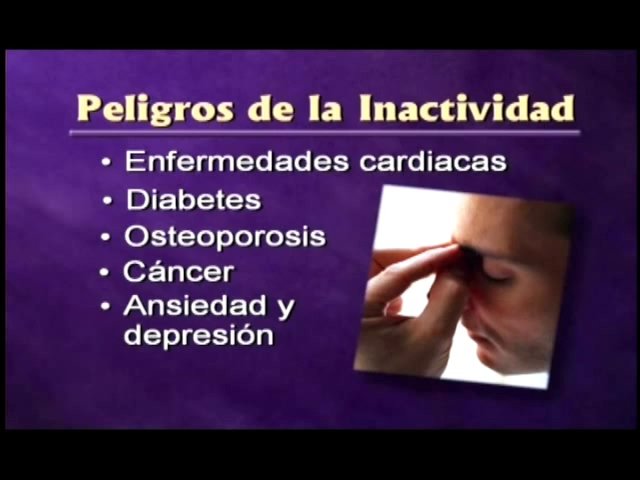 Peligros de la Inactividad
• Enfermedades cardiacas
• Diabetes
• Osteoporosis
• Cáncer
• Ansiedad y
depresión